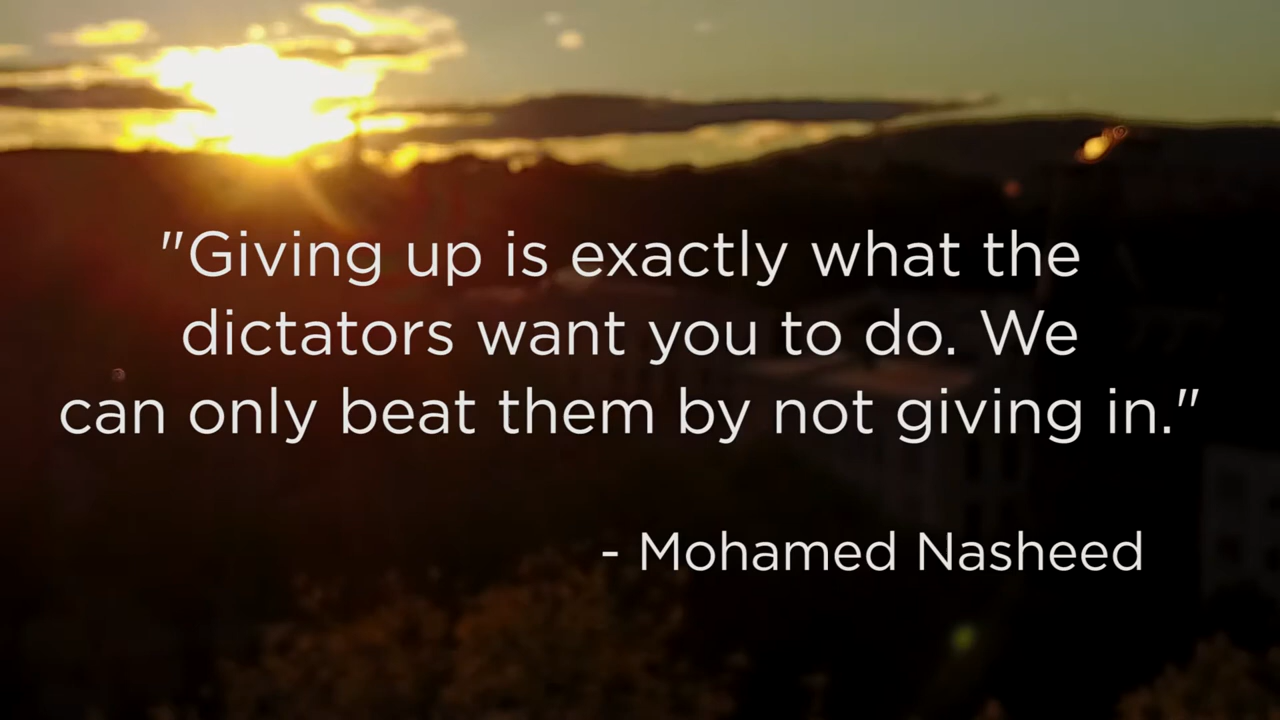 "Giving up is exactly what the
dictators want you to do. We
can only beat them by not giving in."
- Mohamed Nasheed